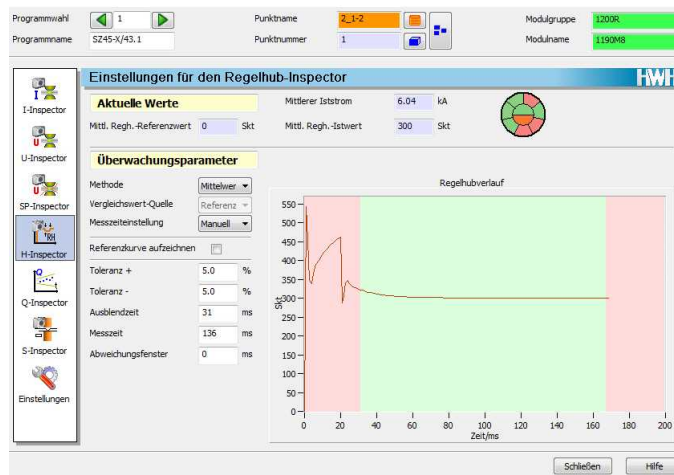 Programmwahl 1 Punktname 2_1-2 Modulgruppe 1200R
Programmname SZ45-X/43.1 Punktnummer 1 Modulname 1190M8
Einstellungen für den Regelhub-Inspector HWH
I-Inspector
U-Inspector
SP-Inspector
H-Inspector
Q-Inspector
S-Inspector
Einstellungen
Aktuelle Werte Mittlerer Iststrom 6.04 kA
Mittl. Regh.-Referenzwert 0 Skt Mittl. Regh.-Istwert 300 Skt
Überwachungsparameter
Methode Mittelwer
Vergleichswert-Quelle Referenz
Messzeiteinstellung Manuell
Referenzkurve aufzeichnen
Toleranz + 5.0 %
Toleranz - 5.0 %
Ausblendzeit 31 ms
Messzeit 136 ms
Abweichungsfenster 0 ms
Regelhubverlauf
550
500
450
400
350
300
250
200
150
100
50
0
Skt
0 20 40 60 80 100 120 140 160 180 200
Zeit/ms
Schließen Hilfe